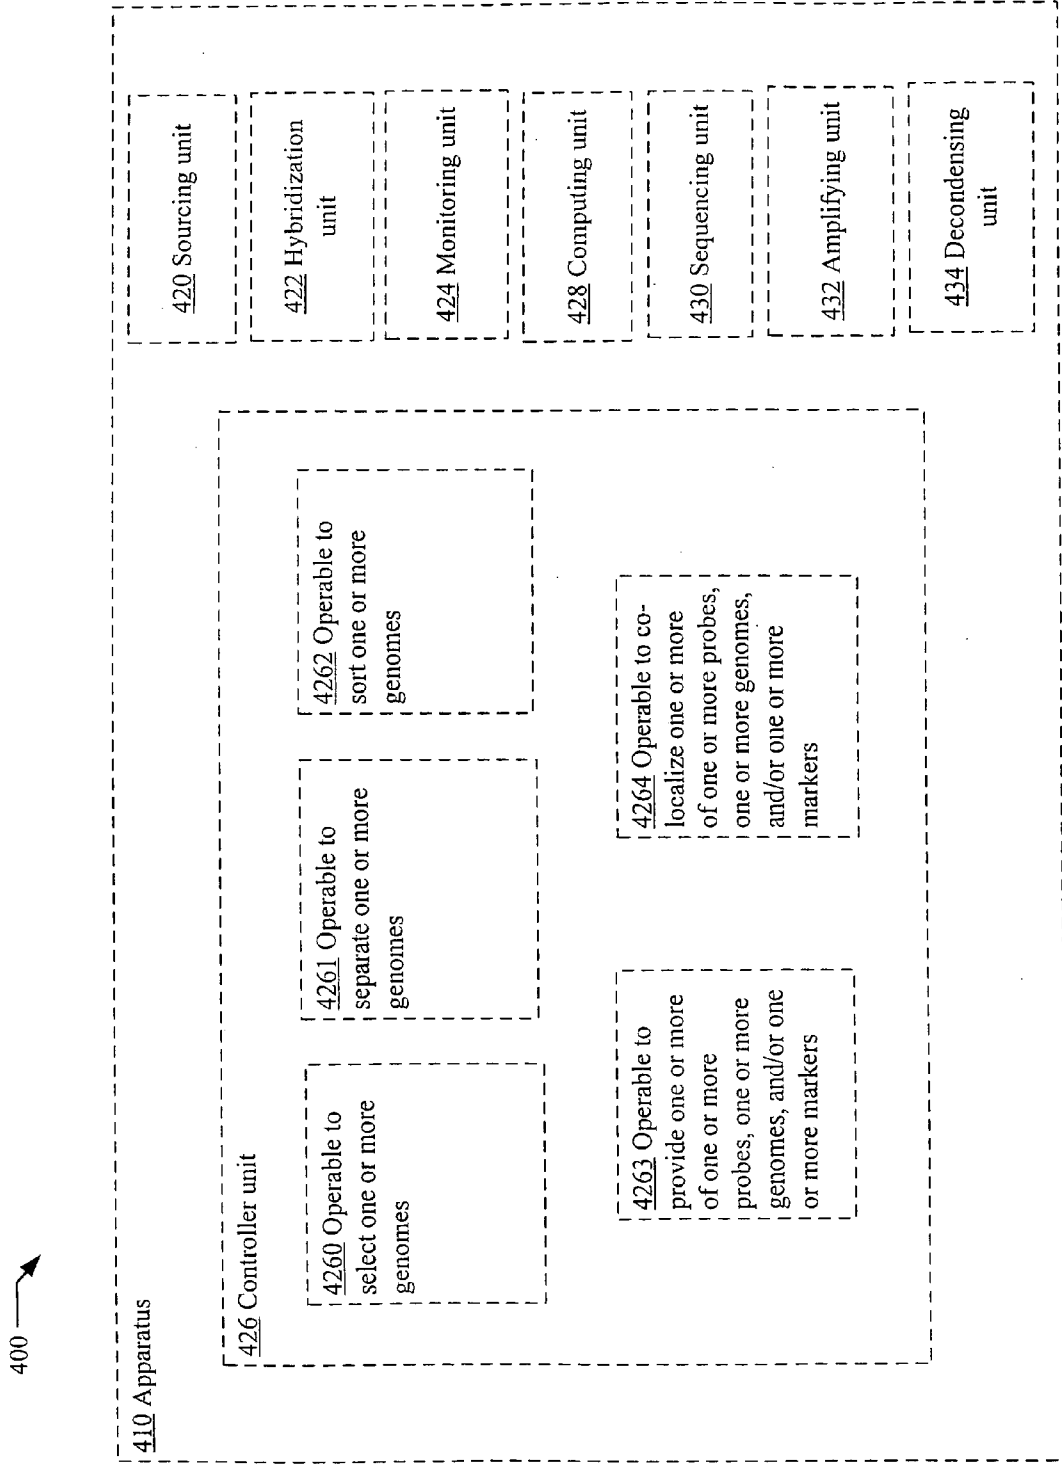 400
410 Apparatus
426 Controller unit
4260 Operable to
select one or more
genomes
4261 Operable to
separate one or more
genomes
4262 Operable to
sort one or more
genomes
4263 Operable to
provide one or more
of one or more
probes, one or more
genomes, and/or one
or more markers
4264 Operable to co-
localize one or more
of one or more probes,
one or more genomes,
and/or one or more
markers
420 Sourcing unit
422 Hybridization
unit
424 Monitoring unit
428 Computing unit
430 Sequencing unit
432 Amplifying unit
434 Decondensing
unit